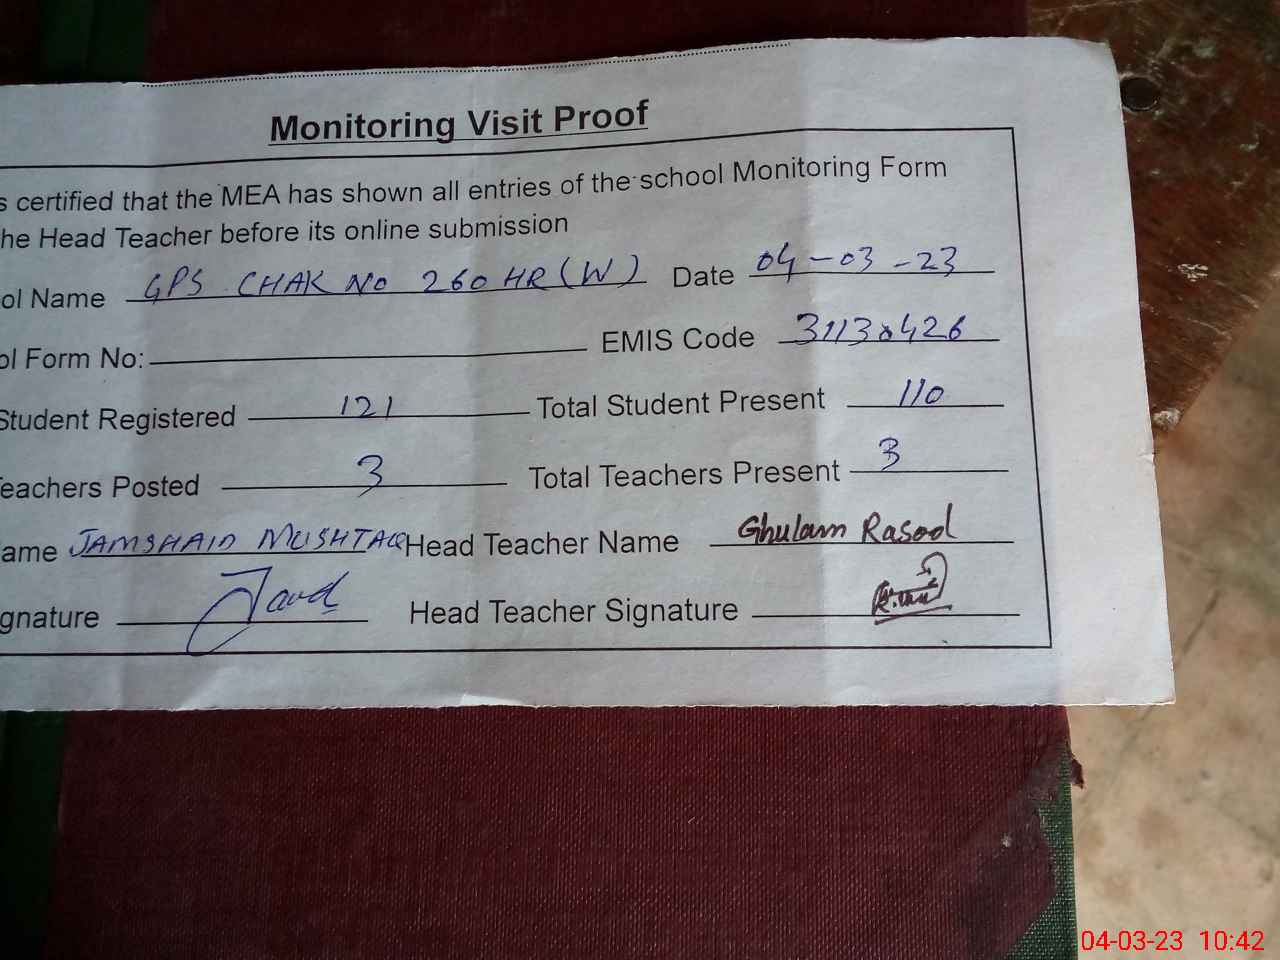 Monitoring Visit Proof
s certified that the MEA has shown all entries of the school Monitoring Form
he Head Teacher before its online submission
ol Name GPS CHAK No 260 HR (W) Date 04-03-23
ol Form No: EMIS Code 31130426
Student Registered 121 Total Student Present 110
Teachers Posted 3 Total Teachers Present 3
ame JAMSHAID MUSHTAQ Head Teacher Name Ghulam Rasool
gnature Head Teacher Signature
04-03-23 10:42